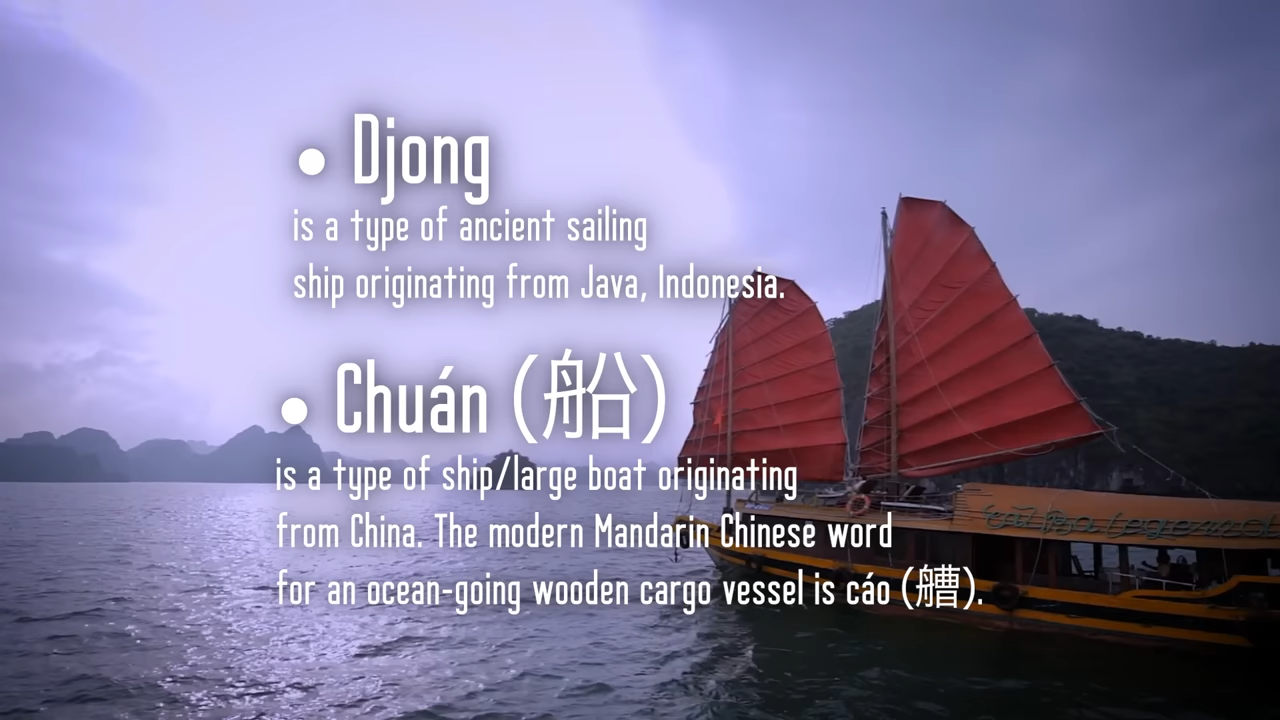 • Djong
is a type of ancient sailing
ship originating from Java, Indonesia.
• Chuán (船)
is a type of ship/large boat originating
from China. The modern Mandarin Chinese word
for an ocean-going wooden cargo vessel is cáo (艚).